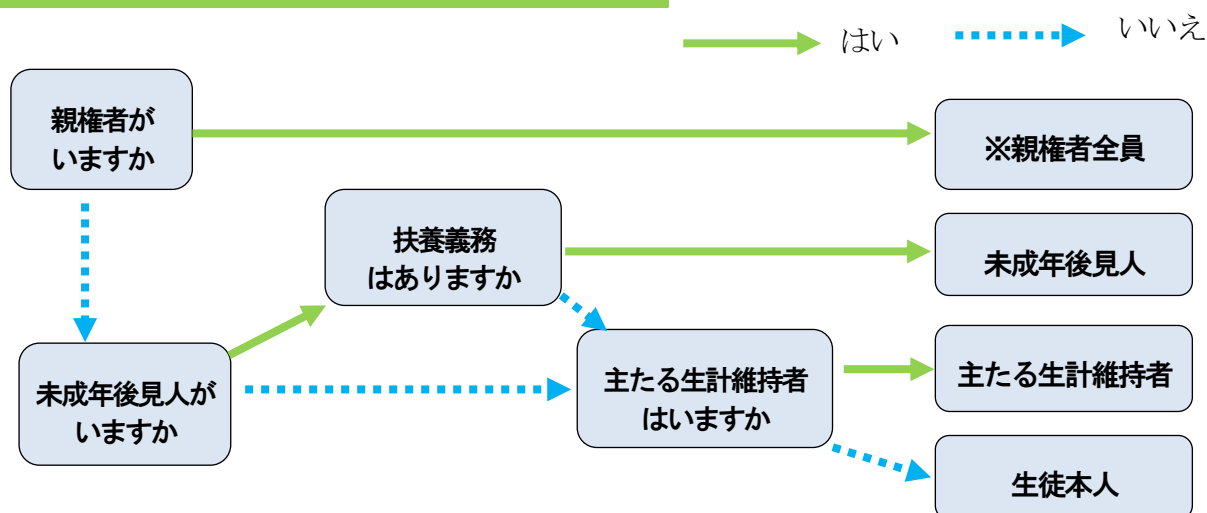 はい
いいえ
親権者が
いますか
※親権者全員
扶養義務
はありますか
未成年後見人
未成年後見人が
いますか
主たる生計維持者
はいますか
主たる生計維持者
生徒本人